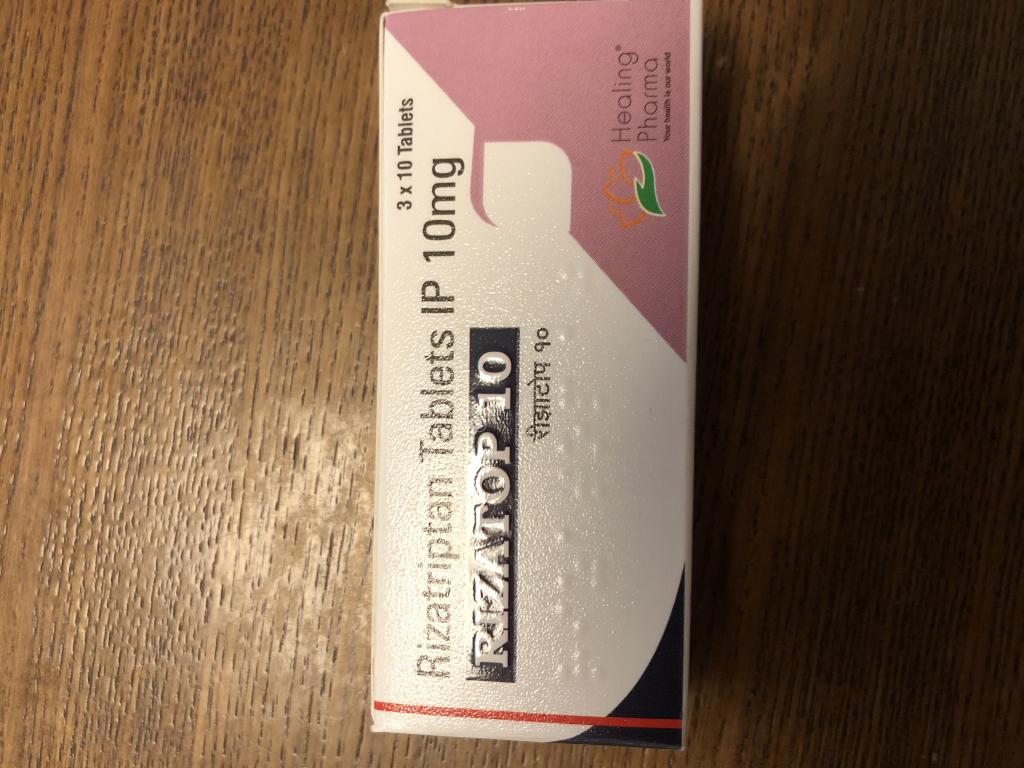 3 x 10 Tablets
Rizatriptan Tablets IP 10mg
RIZATOP 10
रीझाटोप १०
Healing®
Pharma
Your health is our world